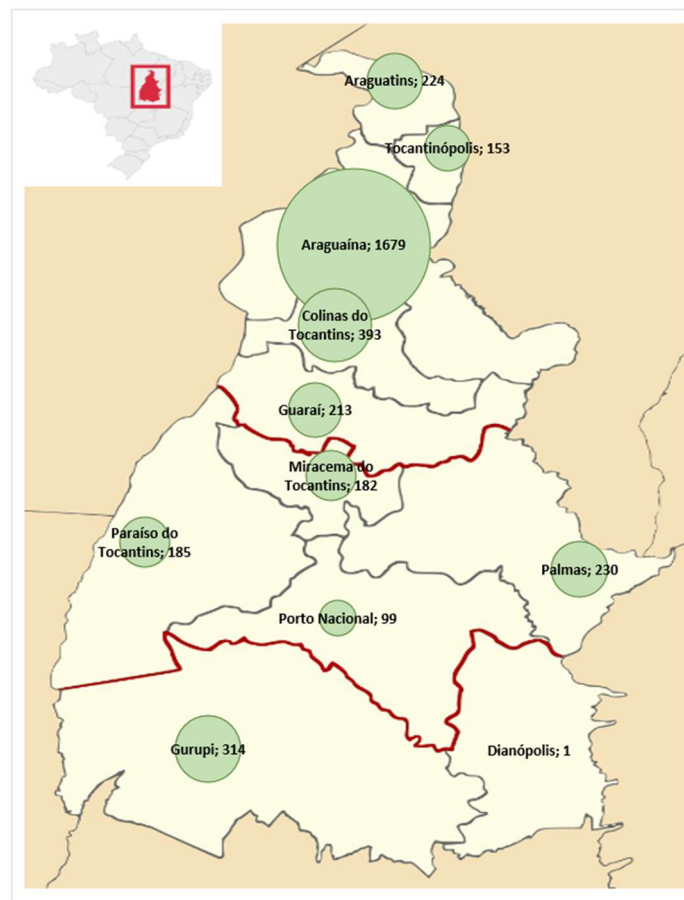 Araguatins; 224
Tocantinópolis; 153
Araguaína; 1679
Colinas do
Tocantins; 393
Guaraí; 213
Miracema do
Tocantins; 182
Paraíso do
Tocantins; 185
Palmas; 230
Porto Nacional; 99
Gurupi; 314
Dianópolis; 1